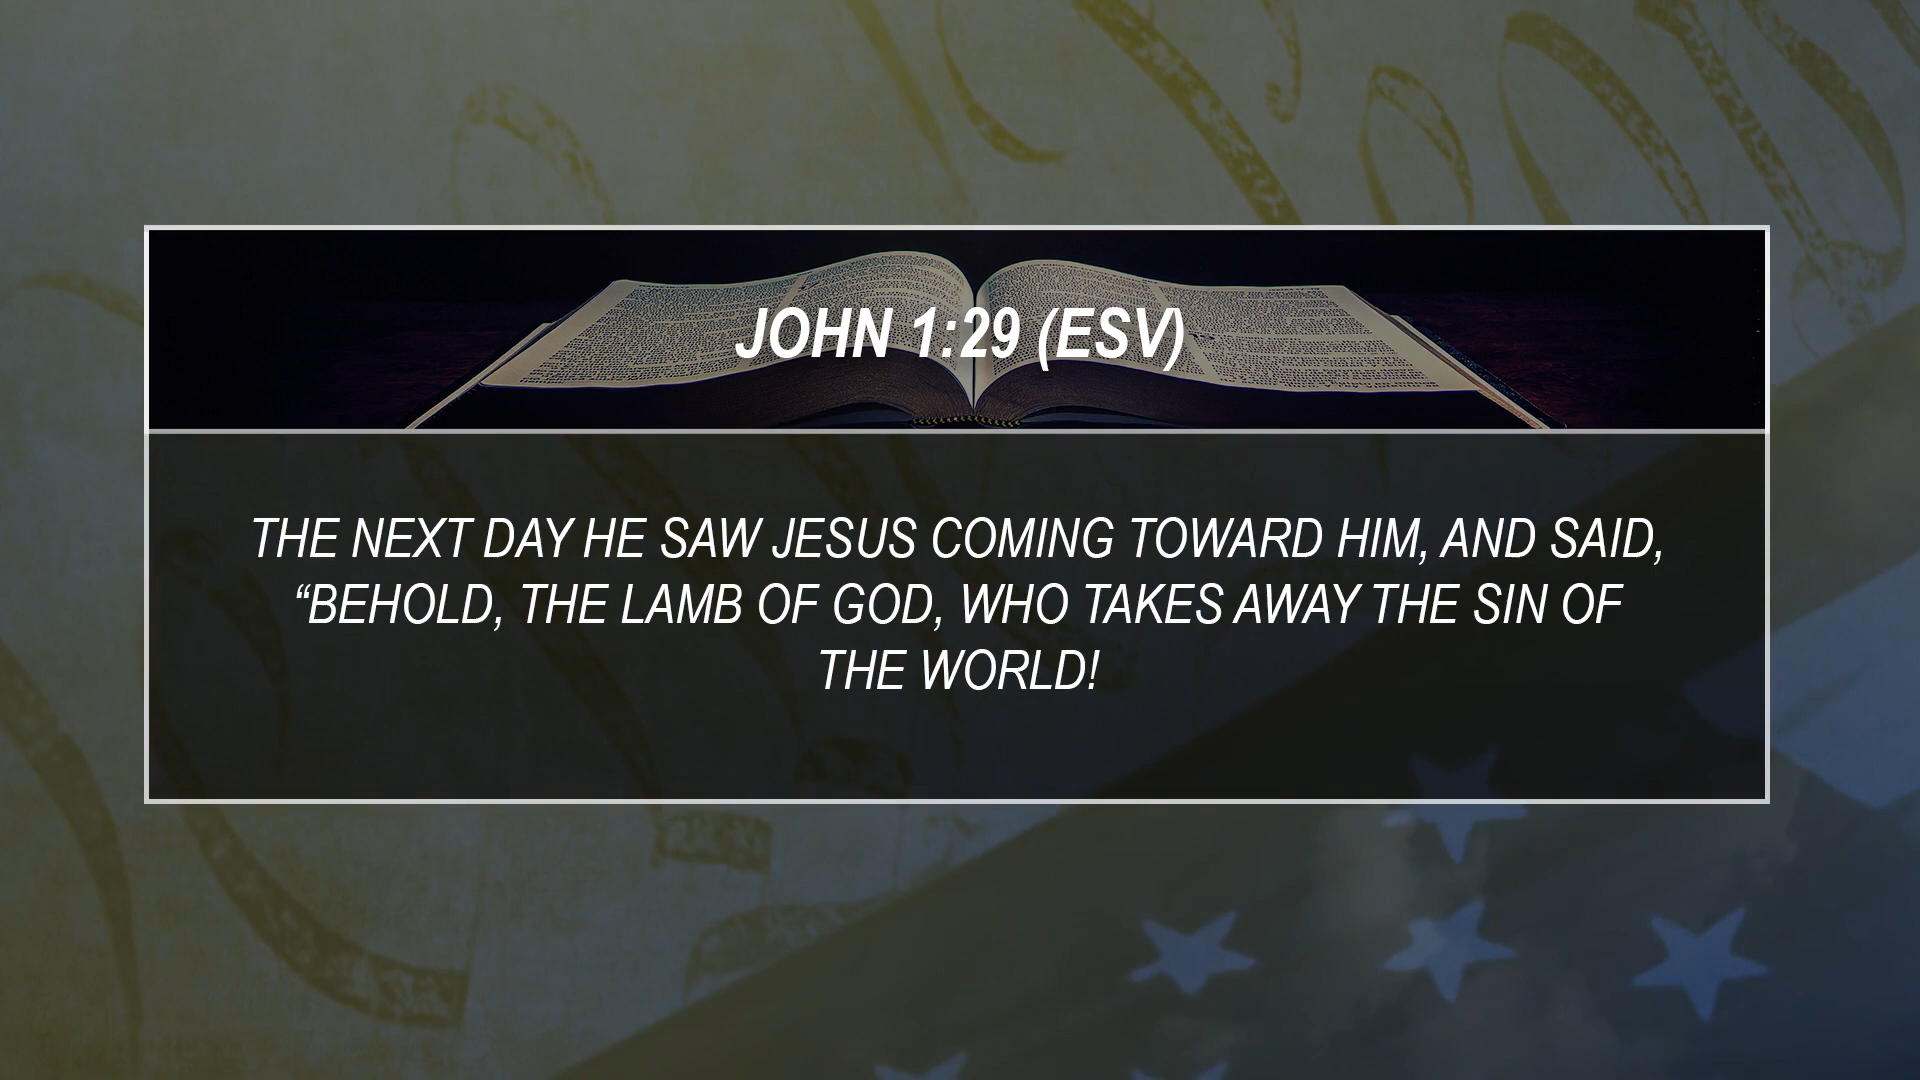 JOHN 1:29 (ESV)
THE NEXT DAY HE SAW JESUS COMING TOWARD HIM, AND SAID,
“BEHOLD, THE LAMB OF GOD, WHO TAKES AWAY THE SIN OF
THE WORLD!